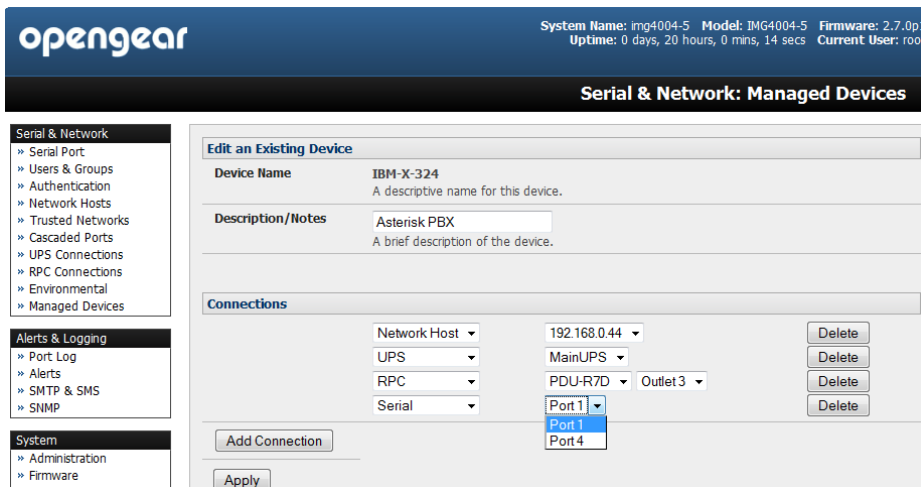 opengear
System Name: img4004-5 Model: IMG4004-5 Firmware: 2.7.0p
Uptime: 0 days, 20 hours, 0 mins, 14 secs Current User: roo
Serial & Network: Managed Devices
Serial & Network
» Serial Port
» Users & Groups
» Authentication
» Network Hosts
» Trusted Networks
» Cascaded Ports
» UPS Connections
» RPC Connections
» Environmental
» Managed Devices
Alerts & Logging
» Port Log
» Alerts
» SMTP & SMS
» SNMP
System
» Administration
» Firmware
Edit an Existing Device
Device Name IBM-X-324
A descriptive name for this device.
Description/Notes Asterisk PBX
A brief description of the device.
Connections
Network Host 192.168.0.44 Delete
UPS MainUPS Delete
RPC PDU-R7D Outlet 3 Delete
Serial Port 1 Delete
Port 1
Port 4
Add Connection
Apply